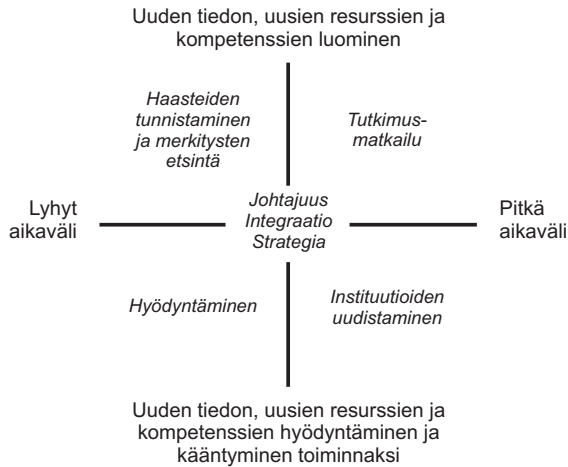 Uuden tiedon, uusien resurssien ja
kompetenssien luominen
Haasteiden
tunnistaminen
ja merkitysten
etsintä
Tutkimus-
matkailu
Lyhyt
aikaväli
Johtajuus
Integraatio
Strategia
Pitkä
aikaväli
Hyödyntäminen
Instituutioiden
uudistaminen
Uuden tiedon, uusien resurssien ja
kompetenssien hyödyntäminen ja
kääntyminen toiminnaksi